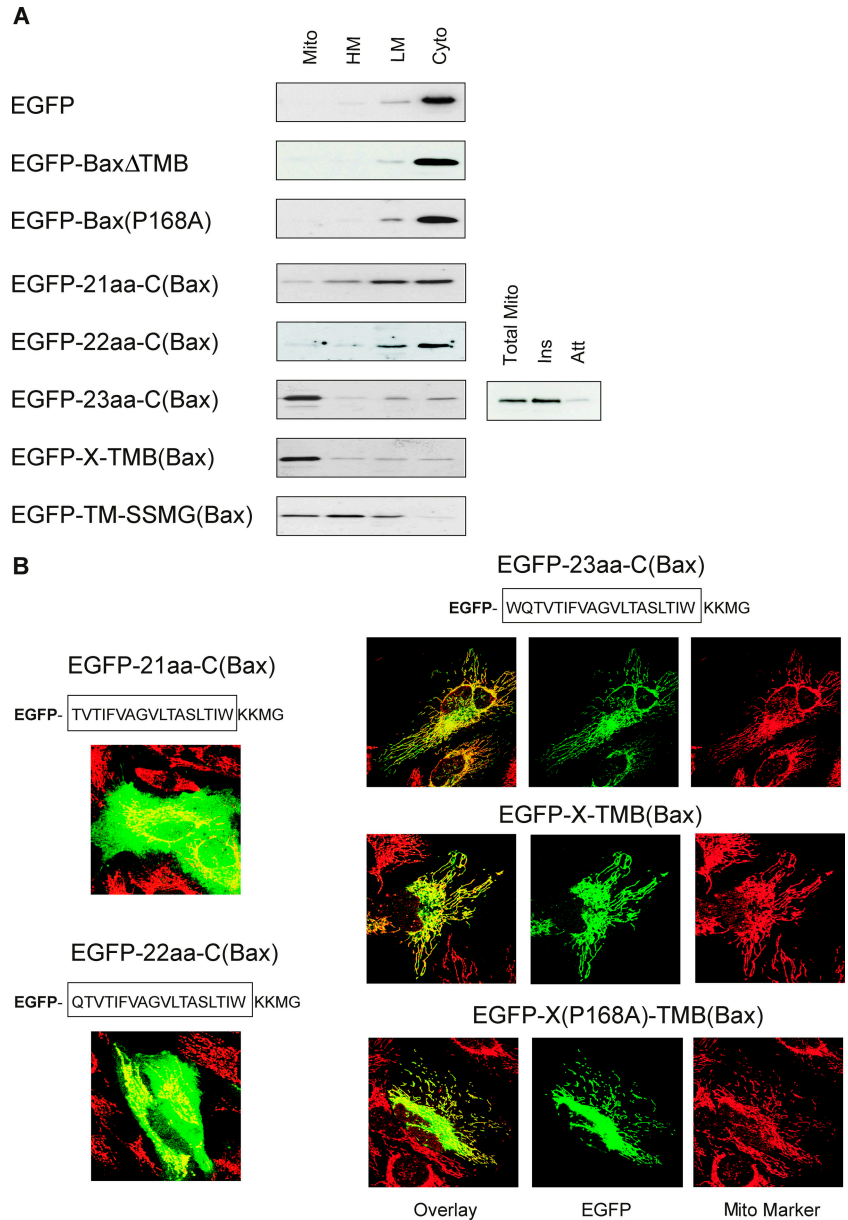 A
Mito HM LM Cyto
EGFP
EGFP-BaxΔTMB
EGFP-Bax(P168A)
EGFP-21aa-C(Bax)
EGFP-22aa-C(Bax)
Total Mito Ins Att
EGFP-23aa-C(Bax)
EGFP-X-TMB(Bax)
EGFP-TM-SSMG(Bax)
B
EGFP-21aa-C(Bax)
EGFP- TVTIFVAGVLTASLTIW KKMG
EGFP-22aa-C(Bax)
EGFP- QTVTIFVAGVLTASLTIW KKMG
EGFP-23aa-C(Bax)
EGFP- WQTVTIFVAGVLTASLTIW KKMG
EGFP-X-TMB(Bax)
EGFP-X(P168A)-TMB(Bax)
Overlay EGFP Mito Marker